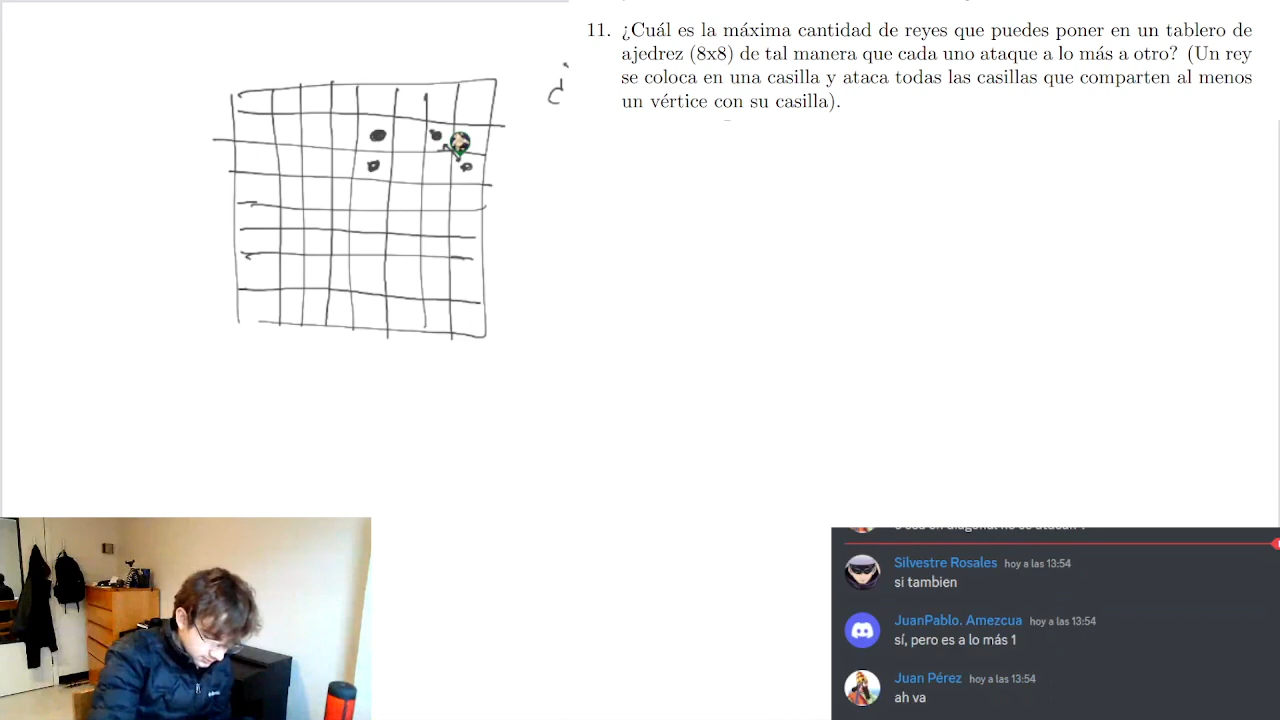 11. ¿Cuál es la máxima cantidad de reyes que puedes poner en un tablero de
ajedrez (8x8) de tal manera que cada uno ataque a lo más a otro? (Un rey
se coloca en una casilla y ataca todas las casillas que comparten al menos
un vértice con su casilla).
Silvestre Rosales hoy a las 13:54
si tambien
JuanPablo. Amezcua hoy a las 13:54
sí, pero es a lo más 1
Juan Pérez hoy a las 13:54
ah va